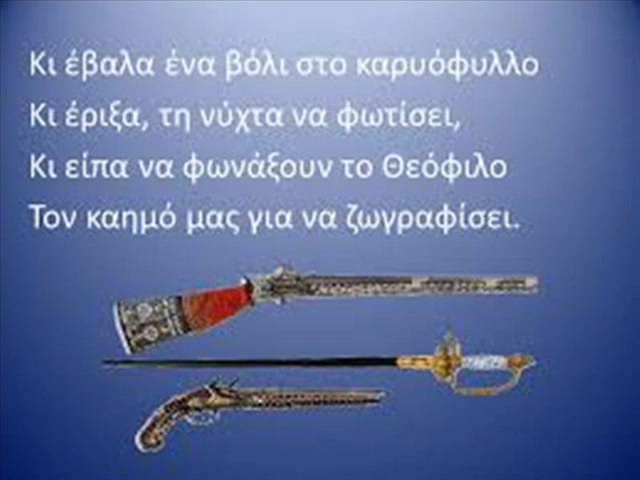 Κι έβαλα ένα βόλι στο καρυόφυλλο
Κι έριξα, τη νύχτα να φωτίσει,
Κι είπα να φωνάξουν το Θεόφιλο
Τον καημό μας για να ζωγραφίσει.